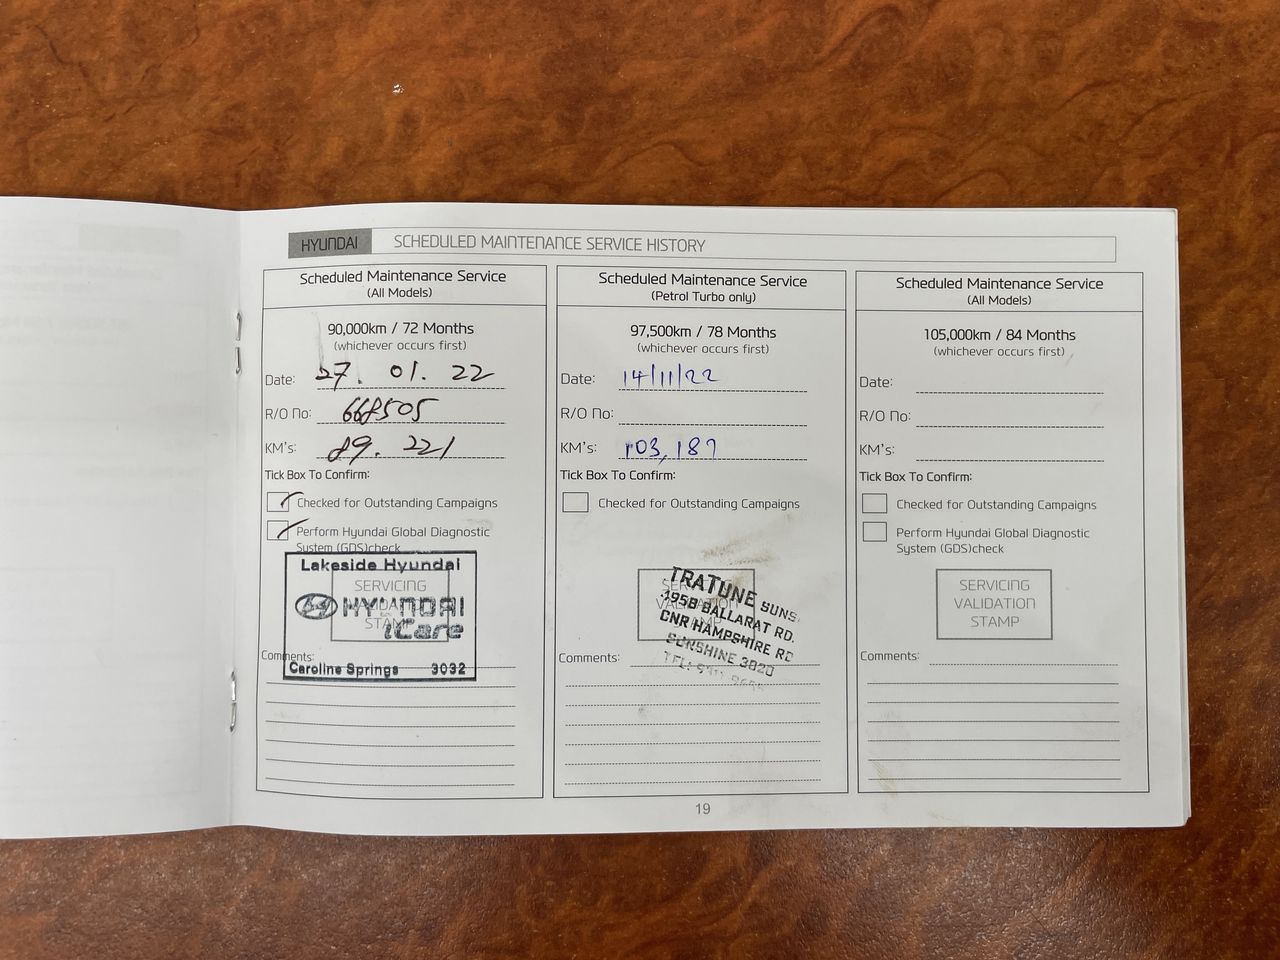 HYUNDAI SCHEDULED MAINTENANCE SERVICE HISTORY
Scheduled Maintenance Service
(All Models)
90,000km / 72 Months
(whichever occurs first)
Date: 27. 01. 22
R/O No: 668505
KM's: 89. 221
Tick Box To Confirm:
Checked for Outstanding Campaigns
Perform Hyundai Global Diagnostic
System (GDS)check
Lakeside Hyundai
SERVICING
VALIDATION
STAMP
HYUNDAI
iCare
Comments:
Caroline Springs 3032
Scheduled Maintenance Service
(Petrol Turbo only)
97,500km / 78 Months
(whichever occurs first)
Date: 14/11/22
R/O No:
KM's: 103,187
Tick Box To Confirm:
Checked for Outstanding Campaigns
TRATUNE SUNS
195B BALLARAT RD.
CNR HAMPSHIRE RD
SUNSHINE 3020
TEL:
Comments:
Scheduled Maintenance Service
(All Models)
105,000km / 84 Months
(whichever occurs first)
Date:
R/O No:
KM's:
Tick Box To Confirm:
Checked for Outstanding Campaigns
Perform Hyundai Global Diagnostic
System (GDS)check
SERVICING
VALIDATION
STAMP
Comments:
19